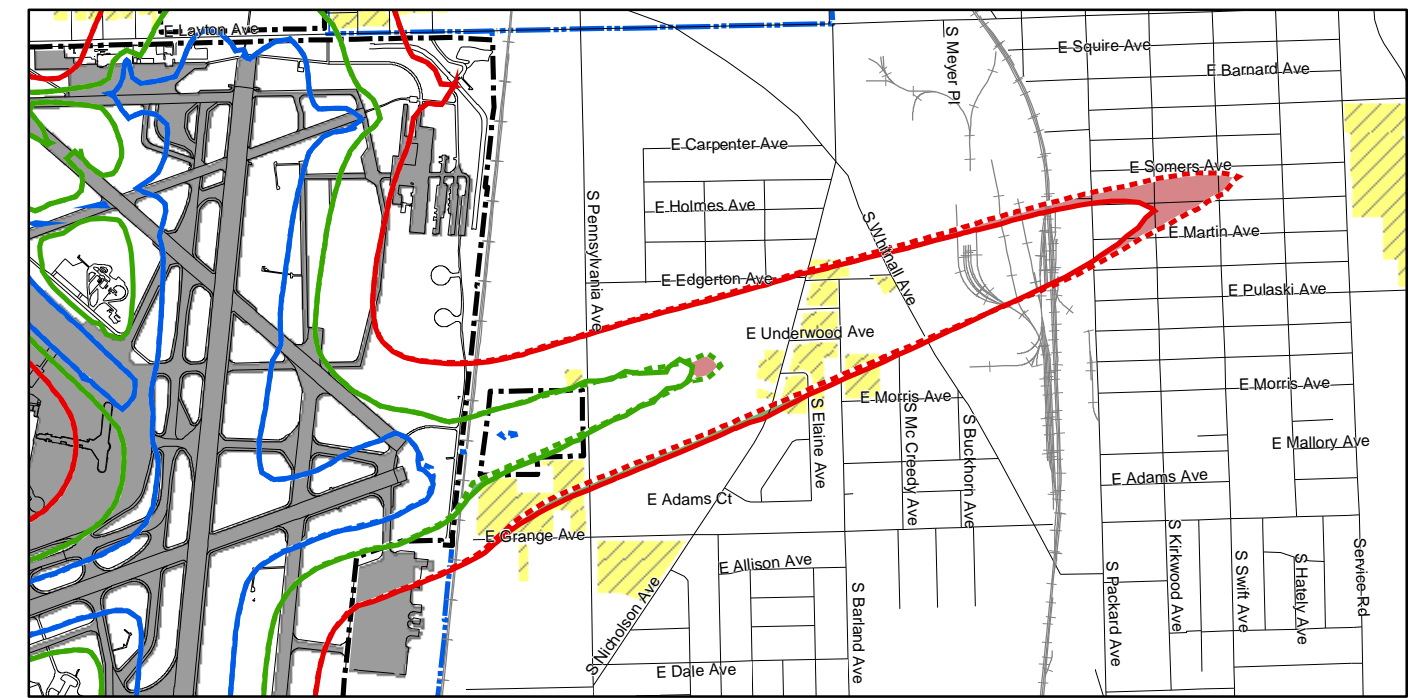 E Layton Ave
S Meyer Pl
E Squire Ave
E Barnard Ave
E Carpenter Ave
E Somers Ave
S Pennsylvania Ave
E Holmes Ave
S Whitnall Ave
E Martin Ave
E Edgerton Ave
E Pulaski Ave
E Underwood Ave
E Morris Ave
E Morris Ave
S Elaine Ave
S Mc Creedy Ave
S Buckhorn Ave
E Mallory Ave
E Adams Ave
E Adams Ct
E Grange Ave
E Allison Ave
S Nicholson Ave
S Barland Ave
S Packard Ave
S Kirkwood Ave
S Swift Ave
S Hately Ave
Service Rd
E Dale Ave